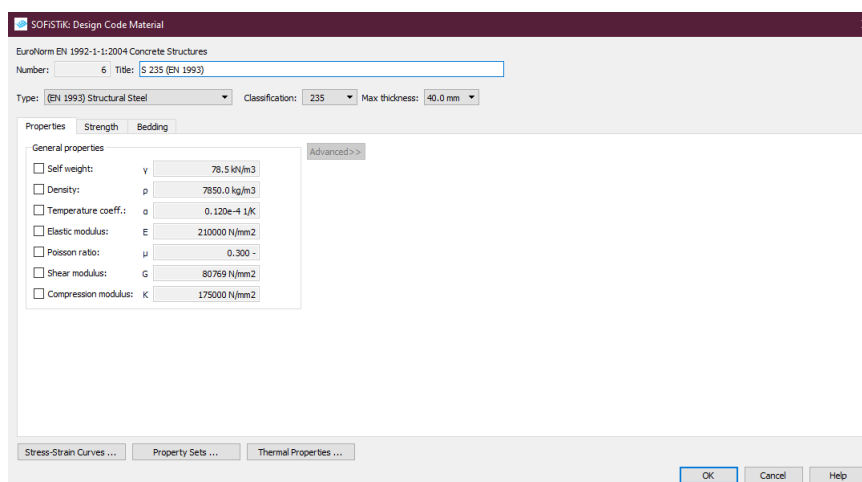 SOFiSTiK: Design Code Material
EuroNorm EN 1992-1-1:2004 Concrete Structures
Number: 6 Title: S 235 (EN 1993)
Type: (EN 1993) Structural Steel Classification: 235 Max thickness: 40.0 mm
Properties Strength Bedding
General properties Advanced>>
Self weight: γ 78.5 kN/m3
Density: ρ 7850.0 kg/m3
Temperature coeff.: α 0.120e-4 1/K
Elastic modulus: E 210000 N/mm2
Poisson ratio: μ 0.300 -
Shear modulus: G 80769 N/mm2
Compression modulus: K 175000 N/mm2
Stress-Strain Curves ... Property Sets ... Thermal Properties ...
OK Cancel Help